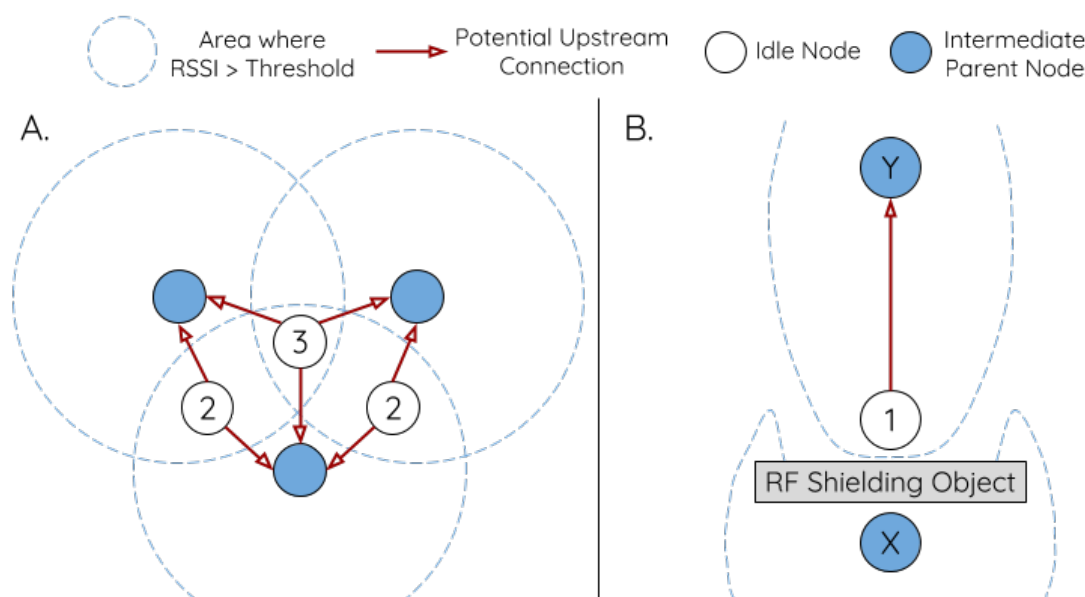 Area where
RSSI > Threshold
Potential Upstream
Connection
Idle Node
Intermediate
Parent Node
A.
B.
Y
3
2
2
1
RF Shielding Object
X